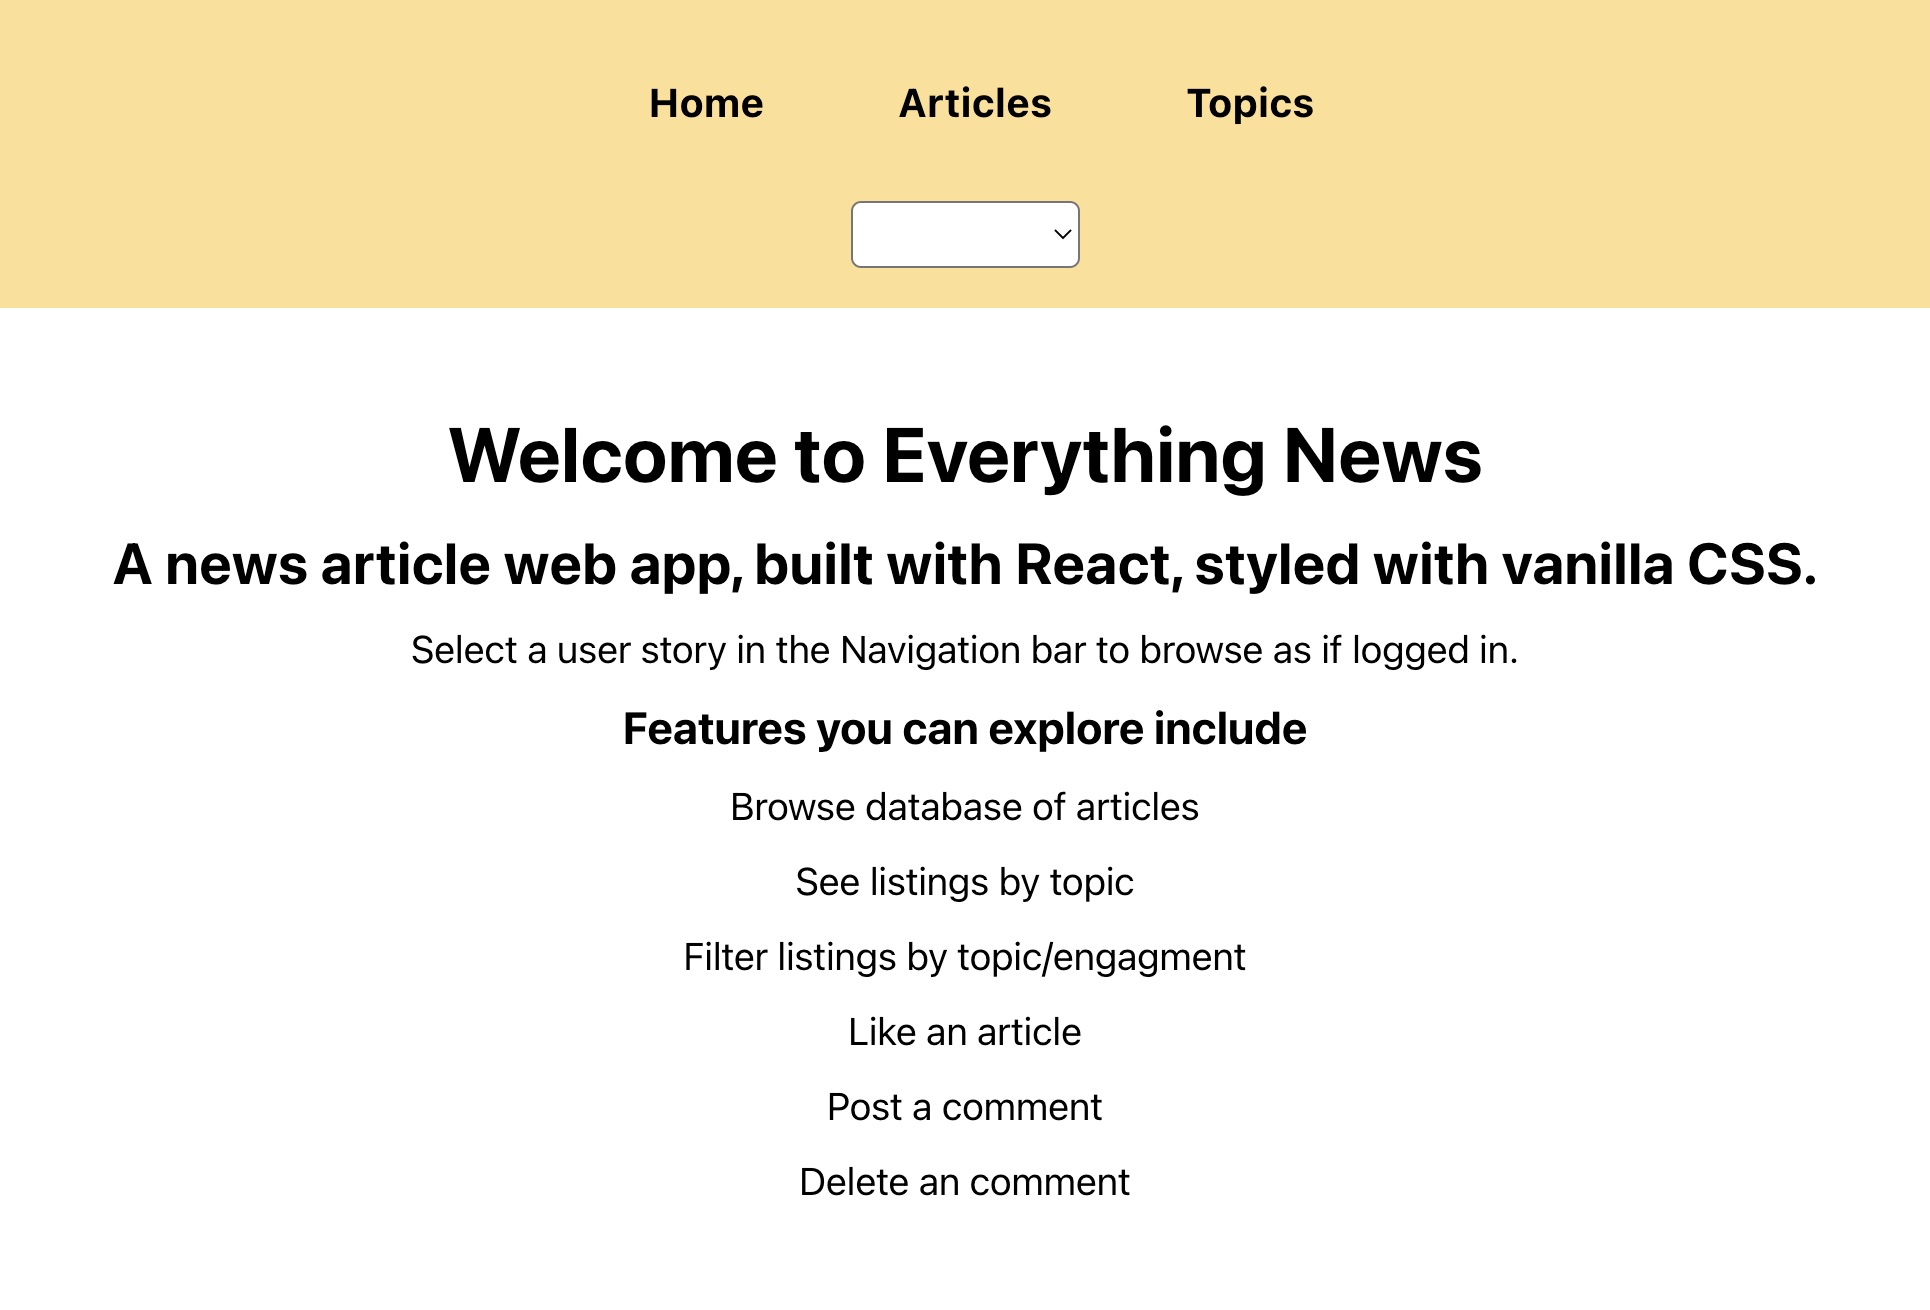 Home Articles Topics
Welcome to Everything News
A news article web app, built with React, styled with vanilla CSS.
Select a user story in the Navigation bar to browse as if logged in.
Features you can explore include
Browse database of articles
See listings by topic
Filter listings by topic/engagment
Like an article
Post a comment
Delete an comment